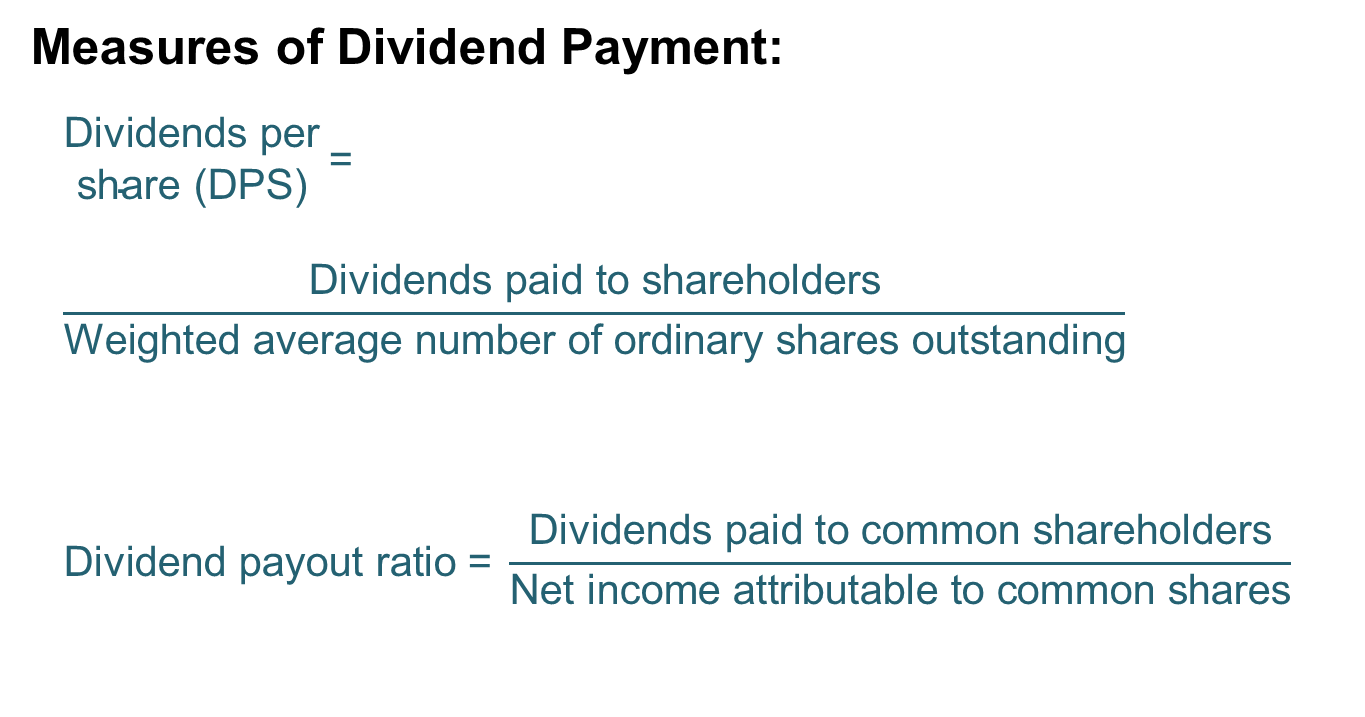 Measures of Dividend Payment:
Dividends per
share (DPS)
=
Dividends paid to shareholders
Weighted average number of ordinary shares outstanding
Dividend payout ratio =
Dividends paid to common shareholders
Net income attributable to common shares